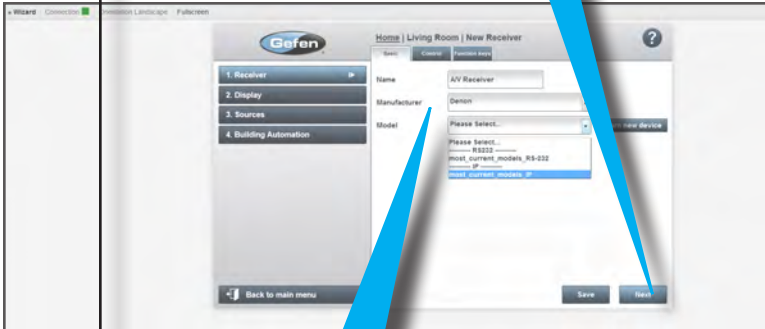 « Wizard Connection Orientation Landscape Fullscreen
Gefen
Home | Living Room | New Receiver
?
Basic Control Function keys
1. Receiver
2. Display
3. Sources
4. Building Automation
Name A/V Receiver
Manufacturer Denon
Model Please Select... new device
Please Select...
-------- RS232 --------
most_current_models_RS-232
-------- IP --------
most_current_models_IP
Back to main menu
Save Next